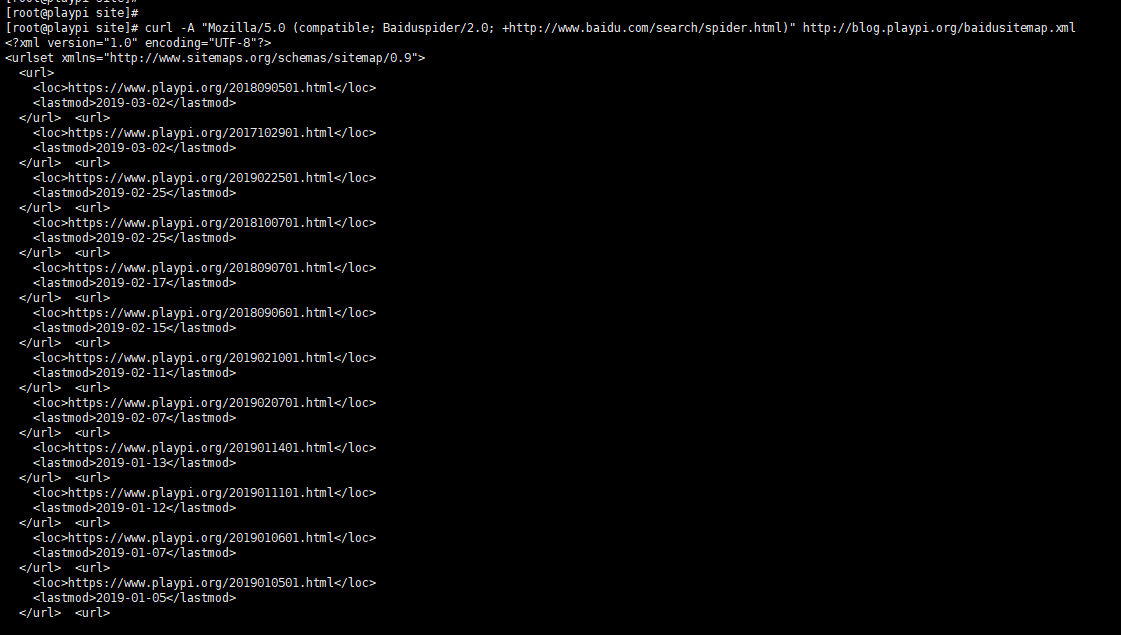 [root@playpi site]#
[root@playpi site]#
[root@playpi site]# curl -A "Mozilla/5.0 (compatible; Baiduspider/2.0; +http://www.baidu.com/search/spider.html)" http://blog.playpi.org/baidusitemap.xml
<?xml version="1.0" encoding="UTF-8"?>
<urlset xmlns="http://www.sitemaps.org/schemas/sitemap/0.9">
  <url>
    <loc>https://www.playpi.org/2018090501.html</loc>
    <lastmod>2019-03-02</lastmod>
  </url>  <url>
    <loc>https://www.playpi.org/2017102901.html</loc>
    <lastmod>2019-03-02</lastmod>
  </url>  <url>
    <loc>https://www.playpi.org/2019022501.html</loc>
    <lastmod>2019-02-25</lastmod>
  </url>  <url>
    <loc>https://www.playpi.org/2018100701.html</loc>
    <lastmod>2019-02-25</lastmod>
  </url>  <url>
    <loc>https://www.playpi.org/2018090701.html</loc>
    <lastmod>2019-02-17</lastmod>
  </url>  <url>
    <loc>https://www.playpi.org/2018090601.html</loc>
    <lastmod>2019-02-15</lastmod>
  </url>  <url>
    <loc>https://www.playpi.org/2019021001.html</loc>
    <lastmod>2019-02-11</lastmod>
  </url>  <url>
    <loc>https://www.playpi.org/2019020701.html</loc>
    <lastmod>2019-02-07</lastmod>
  </url>  <url>
    <loc>https://www.playpi.org/2019011401.html</loc>
    <lastmod>2019-01-13</lastmod>
  </url>  <url>
    <loc>https://www.playpi.org/2019011101.html</loc>
    <lastmod>2019-01-12</lastmod>
  </url>  <url>
    <loc>https://www.playpi.org/2019010601.html</loc>
    <lastmod>2019-01-07</lastmod>
  </url>  <url>
    <loc>https://www.playpi.org/2019010501.html</loc>
    <lastmod>2019-01-05</lastmod>
  </url>  <url>